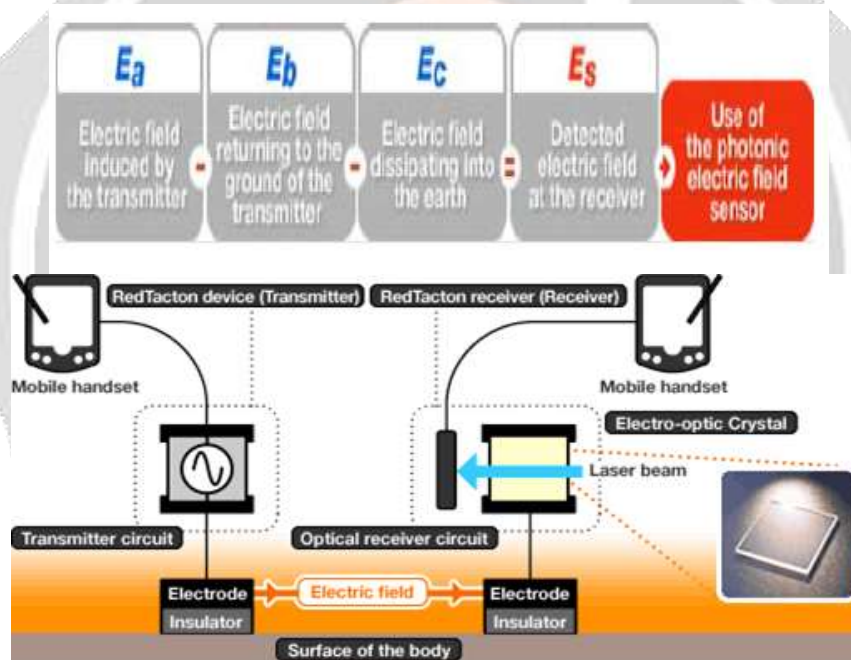 Ea
Electric field
induced by
the transmitter
-
Eb
Electric field
returning to the
ground of the
transmitter
-
Ec
Electric field
dissipating into
the earth
=
Es
Detected
electric field
at the receiver
Use of
the photonic
electric field
sensor
RedTacton device (Transmitter)
RedTacton receiver (Receiver)
Mobile handset
Mobile handset
Electro-optic Crystal
Laser beam
Transmitter circuit
Optical receiver circuit
Electrode
Electric field
Electrode
Insulator
Insulator
Surface of the body